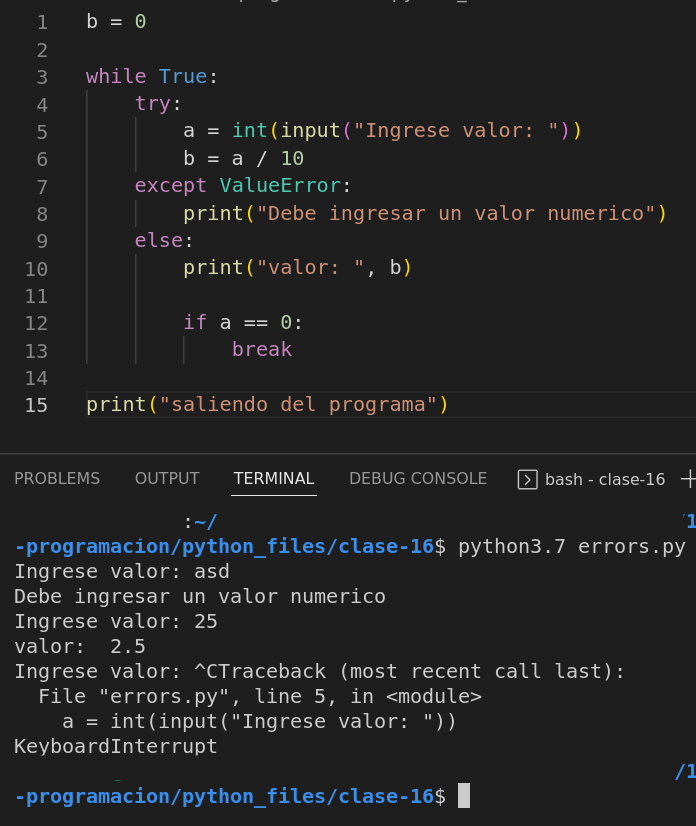 1 b = 0
2
3 while True:
4 try:
5 a = int(input("Ingrese valor: "))
6 b = a / 10
7 except ValueError:
8 print("Debe ingresar un valor numerico")
9 else:
10 print("valor: ", b)
11
12 if a == 0:
13 break
14
15 print("saliendo del programa")
PROBLEMS OUTPUT TERMINAL DEBUG CONSOLE bash - clase-16
:~/
-programacion/python_files/clase-16$ python3.7 errors.py
Ingrese valor: asd
Debe ingresar un valor numerico
Ingrese valor: 25
valor:  2.5
Ingrese valor: ^CTraceback (most recent call last):
File "errors.py", line 5, in <module>
a = int(input("Ingrese valor: "))
KeyboardInterrupt
/1
-programacion/python_files/clase-16$